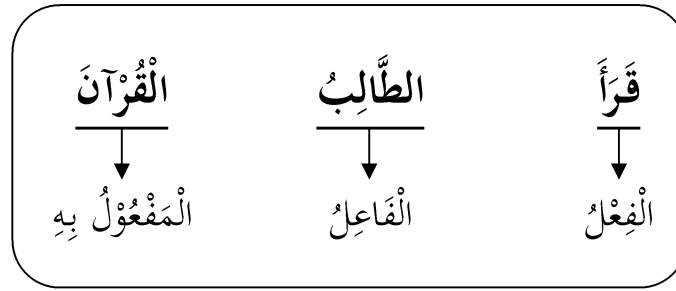 قَرَأَ الطَّالِبُ الْقُرْآنَ
الْفِعْلُ الْفَاعِلُ الْمَفْعُوْلُ بِهِ